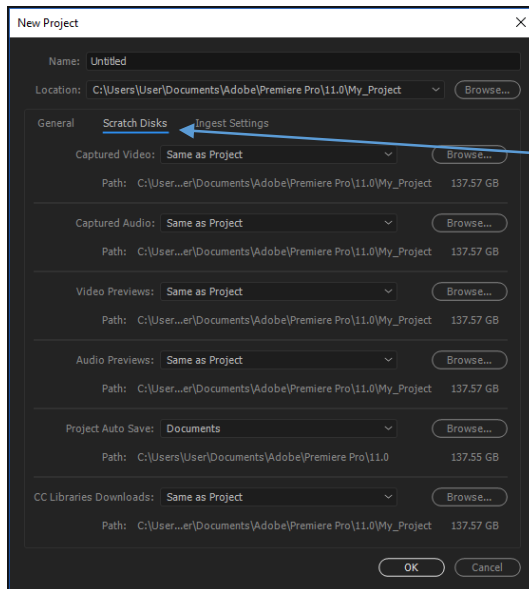 New Project
Name: Untitled
Location: C:\Users\User\Documents\Adobe\Premiere Pro\11.0\My_Project Browse...
General Scratch Disks Ingest Settings
Captured Video: Same as Project Browse...
Path: C:\User...er\Documents\Adobe\Premiere Pro\11.0\My_Project 137.57 GB
Captured Audio: Same as Project Browse...
Path: C:\User...er\Documents\Adobe\Premiere Pro\11.0\My_Project 137.57 GB
Video Previews: Same as Project Browse...
Path: C:\User...er\Documents\Adobe\Premiere Pro\11.0\My_Project 137.57 GB
Audio Previews: Same as Project Browse...
Path: C:\User...er\Documents\Adobe\Premiere Pro\11.0\My_Project 137.57 GB
Project Auto Save: Documents Browse...
Path: C:\Users\User\Documents\Adobe\Premiere Pro\11.0 137.55 GB
CC Libraries Downloads: Same as Project Browse...
Path: C:\User...er\Documents\Adobe\Premiere Pro\11.0\My_Project 137.57 GB
OK Cancel